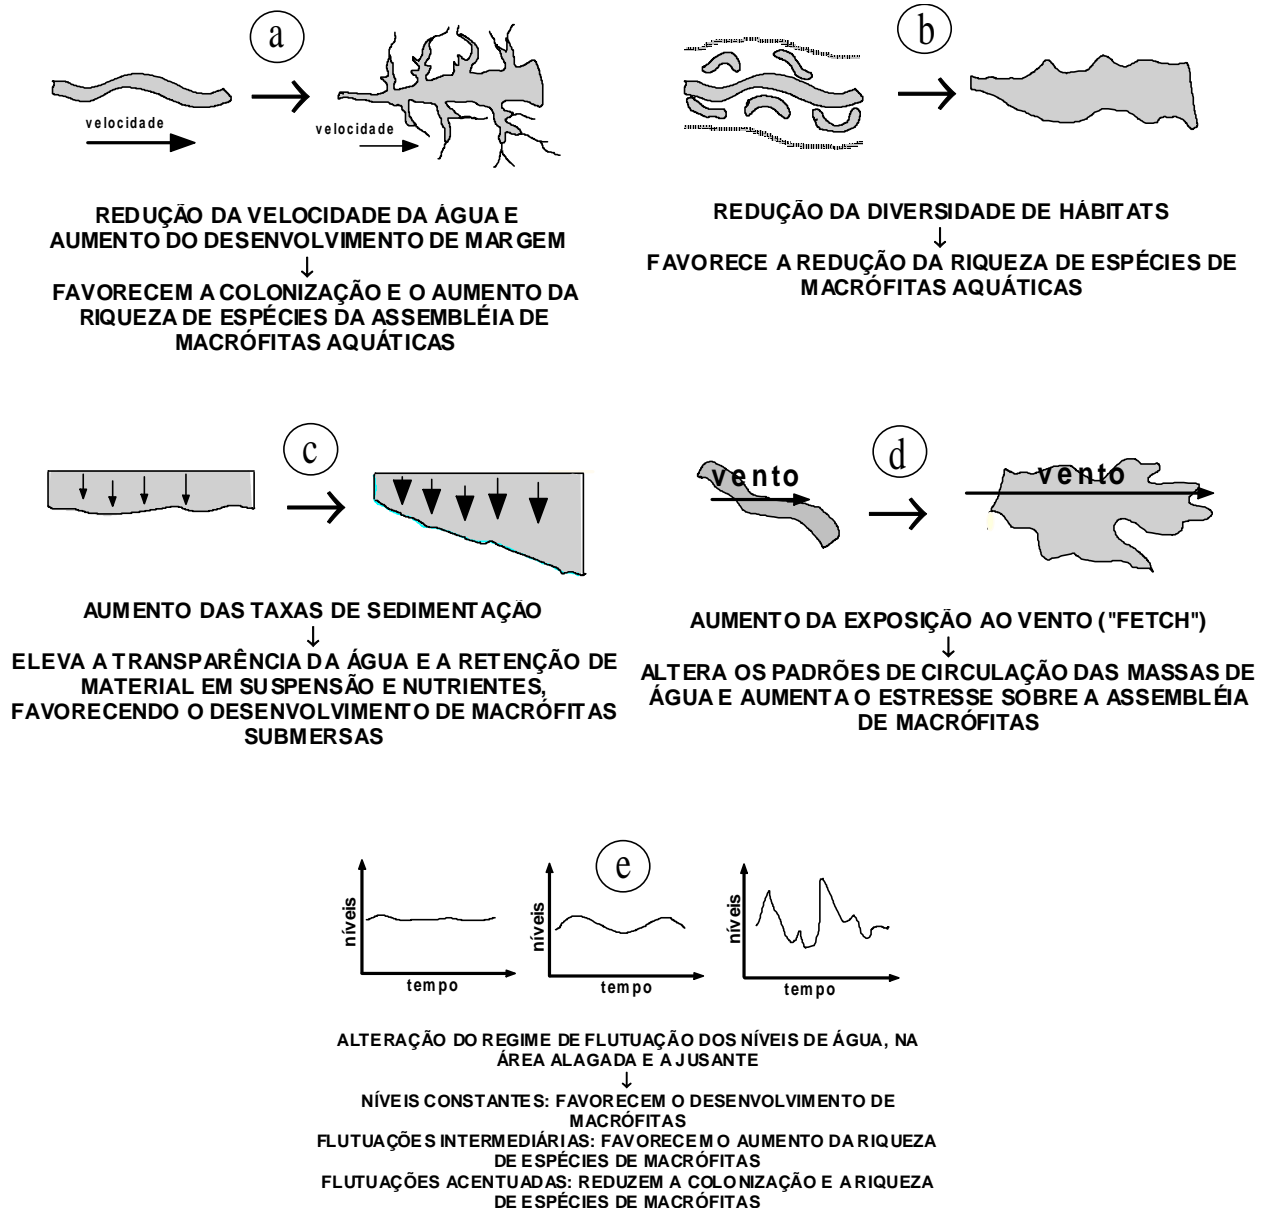 a
velocidade
velocidade
REDUÇÃO DA VELOCIDADE DA ÁGUA E
AUMENTO DO DESENVOLVIMENTO DE MARGEM
↓
FAVORECEM A COLONIZAÇÃO E O AUMENTO DA
RIQUEZA DE ESPÉCIES DA ASSEMBLÉIA DE
MACRÓFITAS AQUÁTICAS
b
REDUÇÃO DA DIVERSIDADE DE HÁBITATS
↓
FAVORECE A REDUÇÃO DA RIQUEZA DE ESPÉCIES DE
MACRÓFITAS AQUÁTICAS
c
AUMENTO DAS TAXAS DE SEDIMENTAÇÃO
↓
ELEVA A TRANSPARÊNCIA DA ÁGUA E A RETENÇÃO DE
MATERIAL EM SUSPENSÃO E NUTRIENTES,
FAVORECENDO O DESENVOLVIMENTO DE MACRÓFITAS
SUBMERSAS
d
vento
vento
AUMENTO DA EXPOSIÇÃO AO VENTO ("FETCH")
↓
ALTERA OS PADRÕES DE CIRCULAÇÃO DAS MASSAS DE
ÁGUA E AUMENTA O ESTRESSE SOBRE A ASSEMBLÉIA
DE MACRÓFITAS
e
níveis
tempo
níveis
tempo
níveis
tempo
ALTERAÇÃO DO REGIME DE FLUTUAÇÃO DOS NÍVEIS DE ÁGUA, NA
ÁREA ALAGADA E A JUSANTE
↓
NÍVEIS CONSTANTES: FAVORECEM O DESENVOLVIMENTO DE
MACRÓFITAS
FLUTUAÇÕES INTERMEDIÁRIAS: FAVORECEM O AUMENTO DA RIQUEZA
DE ESPÉCIES DE MACRÓFITAS
FLUTUAÇÕES ACENTUADAS: REDUZEM A COLONIZAÇÃO E A RIQUEZA
DE ESPÉCIES DE MACRÓFITAS